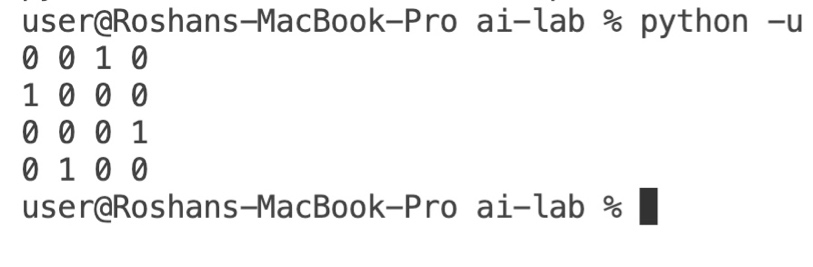 user@Roshans-MacBook-Pro ai-lab % python -u
0 0 1 0
1 0 0 0
0 0 0 1
0 1 0 0
user@Roshans-MacBook-Pro ai-lab %